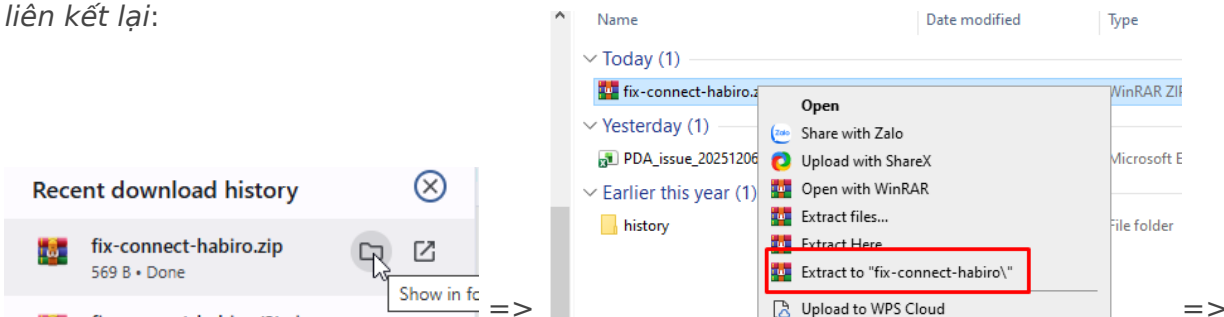 liên kết lại:
Recent download history
fix-connect-habiro.zip
569 B • Done
Show in
=>
Name Date modified Type
Today (1)
fix-connect-habiro. WinRAR
Yesterday (1)
PDA_issue_20251206 Microsoft
Earlier this year (1)
history File folder
Open
Share with Zalo
Upload with ShareX
Open with WinRAR
Extract files...
Extract Here
Extract to "fix-connect-habiro\"
Upload to WPS Cloud
=>